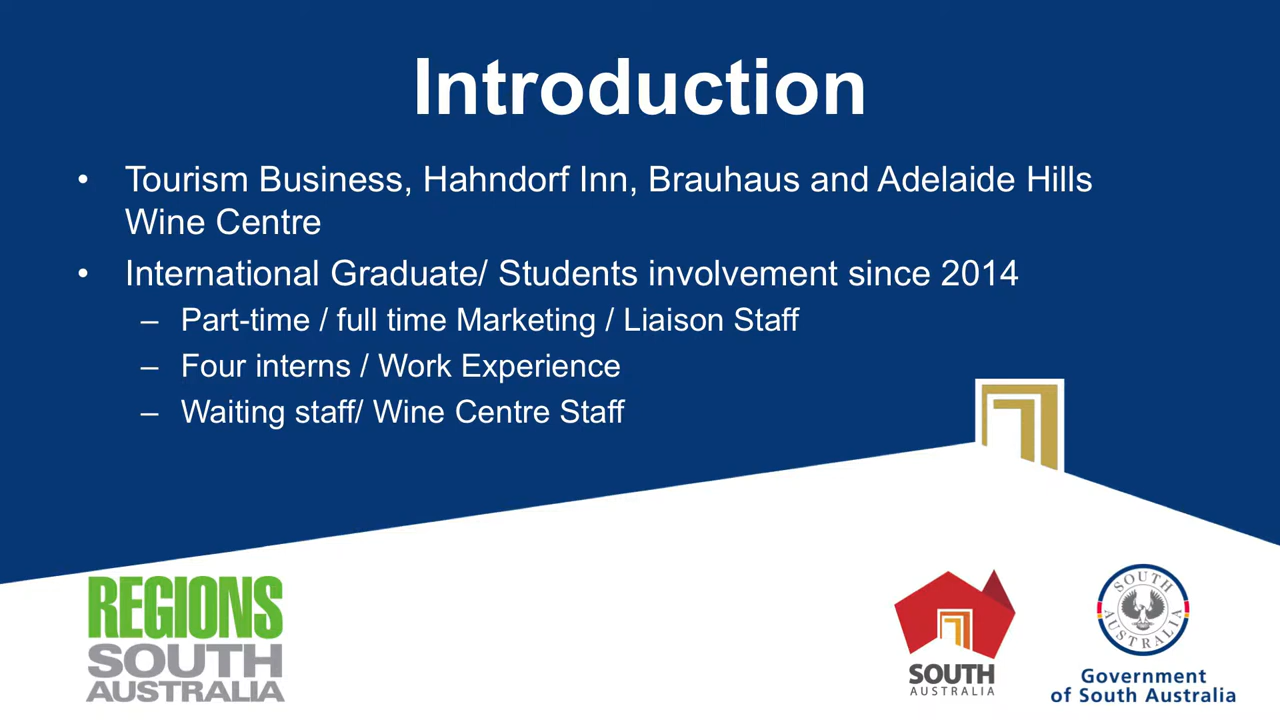 Introduction
• Tourism Business, Hahndorf Inn, Brauhaus and Adelaide Hills
Wine Centre
• International Graduate/ Students involvement since 2014
– Part-time / full time Marketing / Liaison Staff
– Four interns / Work Experience
– Waiting staff/ Wine Centre Staff
REGIONS
SOUTH
AUSTRALIA
SOUTH
AUSTRALIA
SOUTH
AUSTRALIA
Government
of South Australia